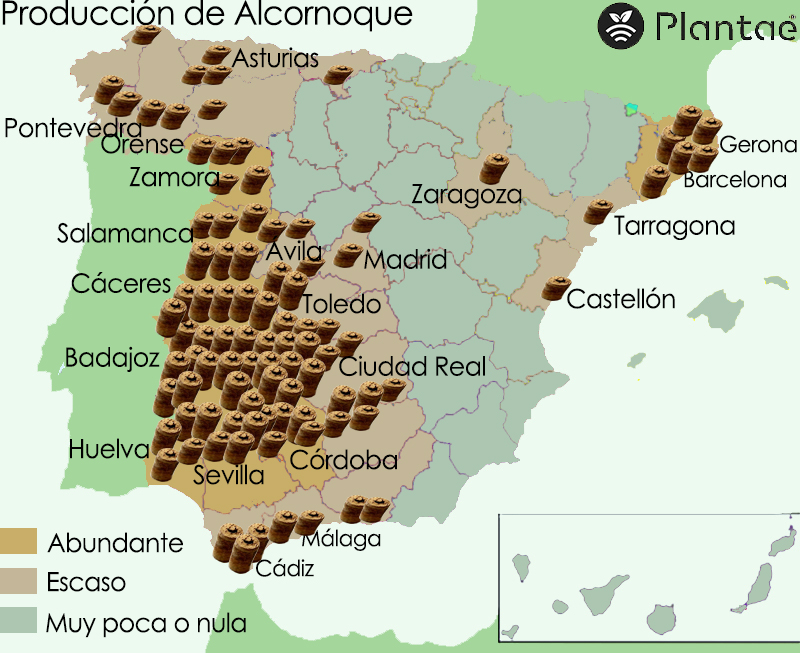 Producción de Alcornoque
Plantae
Asturias
Pontevedra
Orense
Gerona
Zamora
Barcelona
Zaragoza
Tarragona
Salamanca
Avila
Madrid
Cáceres
Toledo
Castellón
Badajoz
Ciudad Real
Huelva
Sevilla
Córdoba
Málaga
Cádiz
Abundante
Escaso
Muy poca o nula